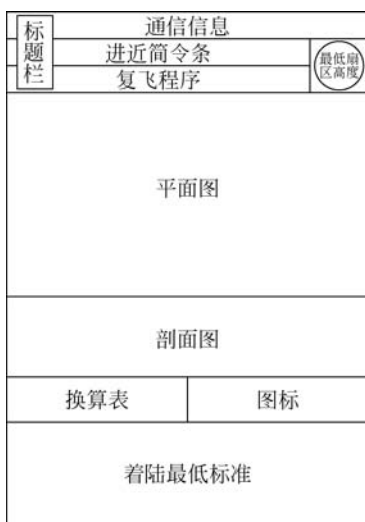 标题栏
通信信息
进近简令条
复飞程序
最低扇
区高度
平面图
剖面图
换算表
图标
着陆最低标准